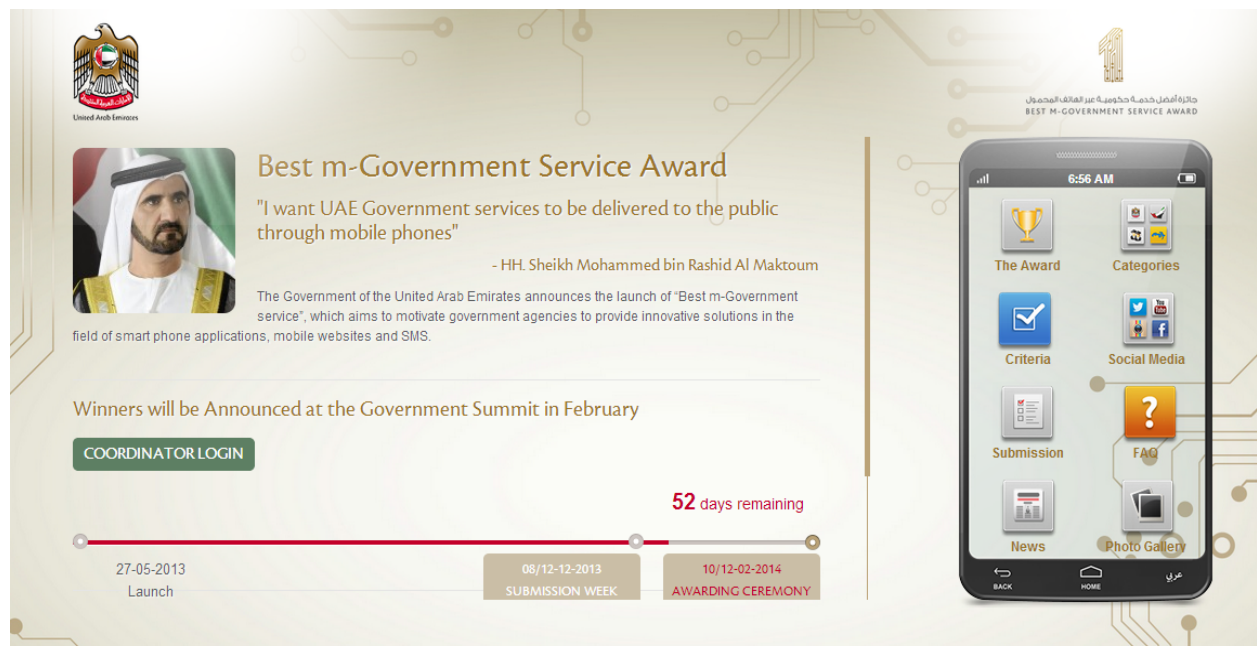 United Arab Emirates
جائزة أفضل خدمة حكومية عبر الهاتف المحمول
BEST M-GOVERNMENT SERVICE AWARD
Best m-Government Service Award
"I want UAE Government services to be delivered to the public
through mobile phones"
- HH. Sheikh Mohammed bin Rashid Al Maktoum
The Government of the United Arab Emirates announces the launch of “Best m-Government
service”, which aims to motivate government agencies to provide innovative solutions in the
field of smart phone applications, mobile websites and SMS.
Winners will be Announced at the Government Summit in February
COORDINATOR LOGIN
52 days remaining
27-05-2013
Launch
08/12-12-2013
SUBMISSION WEEK
10/12-02-2014
AWARDING CEREMONY
6:56 AM
The Award
Categories
Criteria
Social Media
Submission
FAQ
News
Photo Gallery
BACK
HOME
عربي